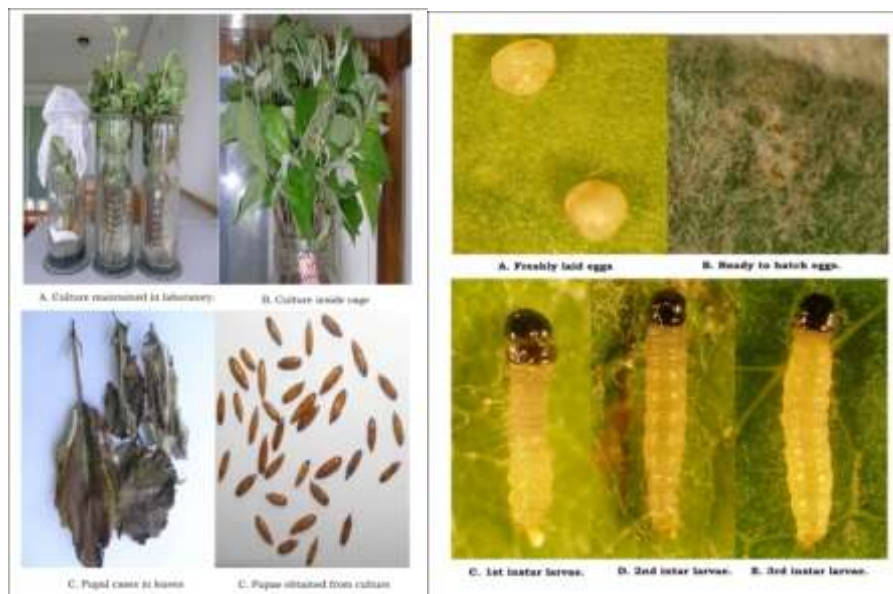 A. Culture maintained in laboratory.
B. Culture inside cage
C. Pupal cases in leaves
C. Pupae obtained from culture
A. Freshly laid eggs
B. Ready to hatch eggs.
C. 1st instar larvae.
D. 2nd intar larvae.
E. 3rd instar larvae.